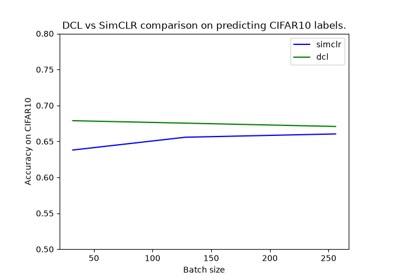 DCL vs SimCLR comparison on predicting CIFAR10 labels.
simclr
dcl
0.80
0.75
0.70
0.65
0.60
0.55
0.50
Accuracy on CIFAR10
50
100
150
200
250
Batch size